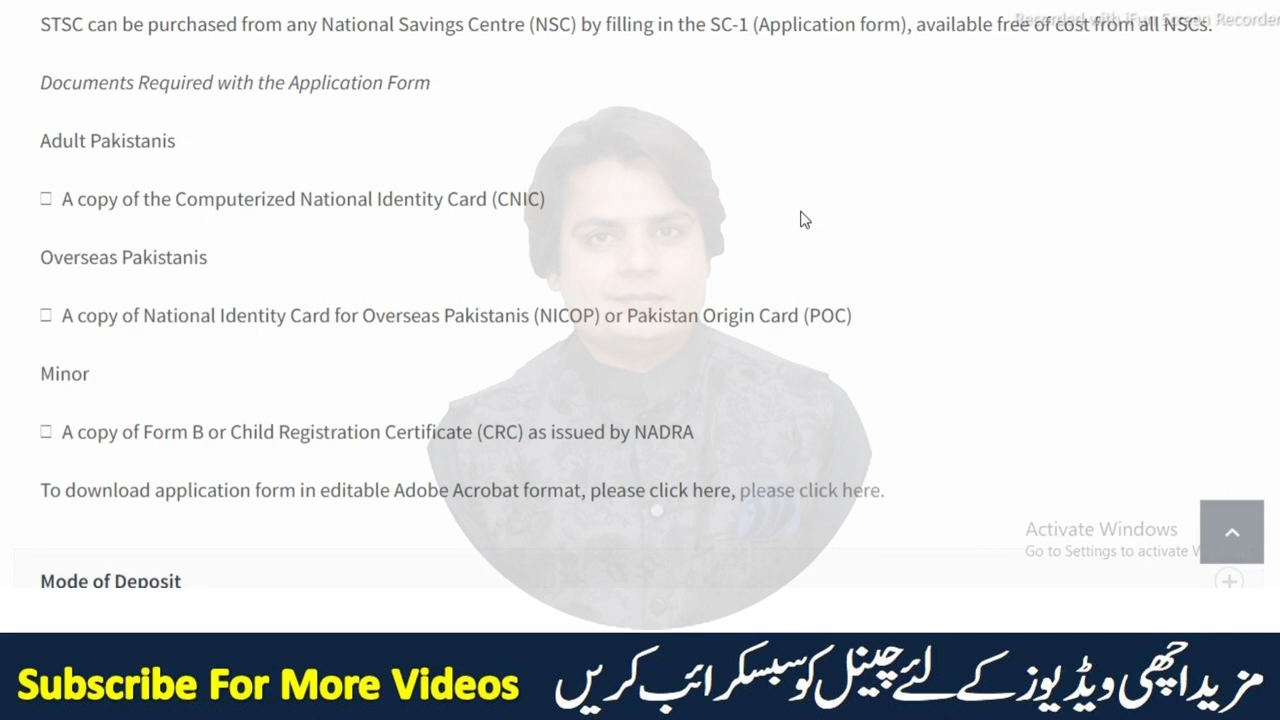 STSC can be purchased from any National Savings Centre (NSC) by filling in the SC-1 (Application form), available free of cost from all NSCs.
Recorded with iFun Screen Recorder
Documents Required with the Application Form
Adult Pakistanis
A copy of the Computerized National Identity Card (CNIC)
Overseas Pakistanis
A copy of National Identity Card for Overseas Pakistanis (NICOP) or Pakistan Origin Card (POC)
Minor
A copy of Form B or Child Registration Certificate (CRC) as issued by NADRA
To download application form in editable Adobe Acrobat format, please click here, please click here.
Activate Windows
Go to Settings to activate W
Mode of Deposit
Subscribe For More Videos
مزید اچھی ویڈیوز کے لئے چینل کو سبسکرائب کریں